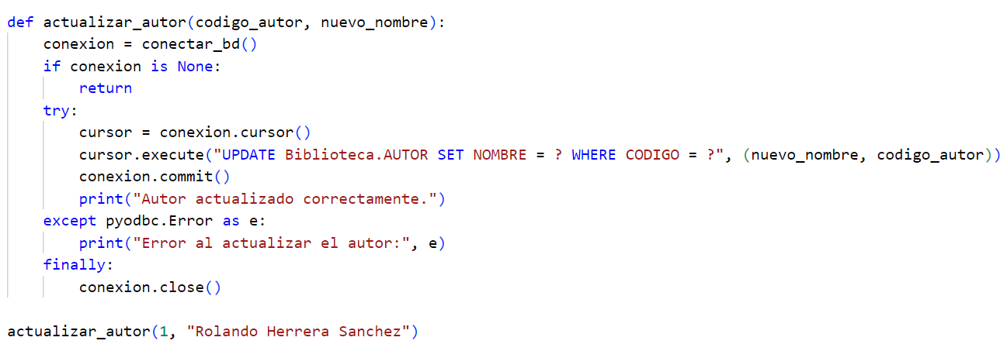 def actualizar_autor(codigo_autor, nuevo_nombre):
    conexion = conectar_bd()
    if conexion is None:
        return
    try:
        cursor = conexion.cursor()
        cursor.execute("UPDATE Biblioteca.AUTOR SET NOMBRE = ? WHERE CODIGO = ?", (nuevo_nombre, codigo_autor))
        conexion.commit()
        print("Autor actualizado correctamente.")
    except pyodbc.Error as e:
        print("Error al actualizar el autor:", e)
    finally:
        conexion.close()

actualizar_autor(1, "Rolando Herrera Sanchez")